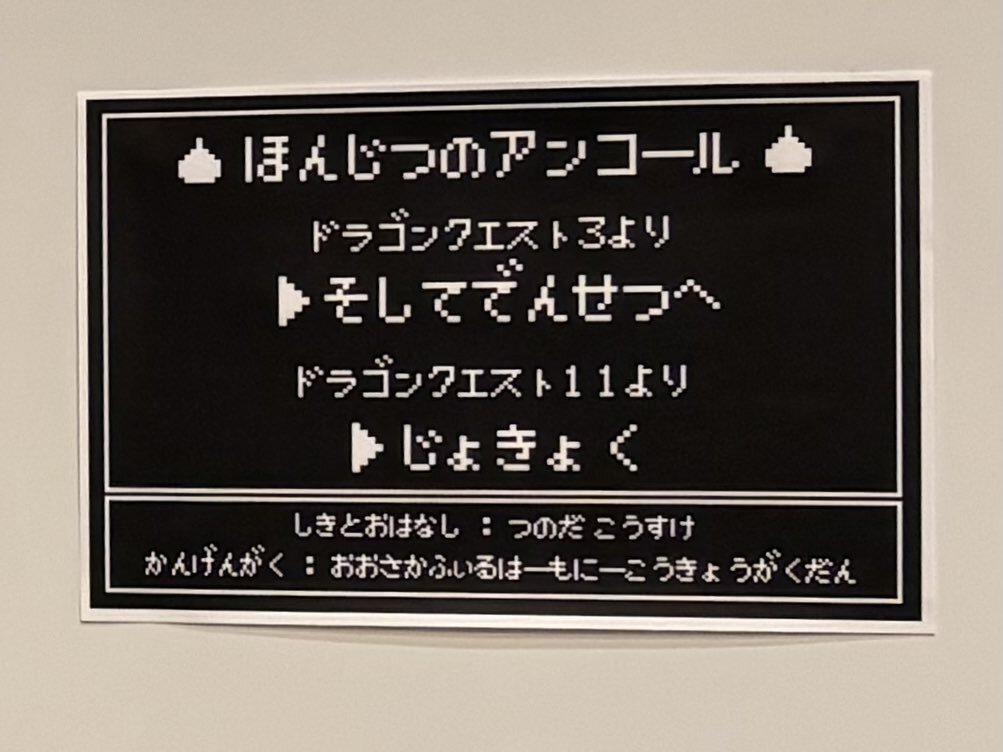 ほんじつのアンコール
ドラゴンクエスト3より
▶そしてでんせつへ
ドラゴンクエスト11より
▶じょきょく
しきとおはなし：つのだ こうすけ
かんげんがく：おおさかふぃるはーもにーこうきょうがくだん